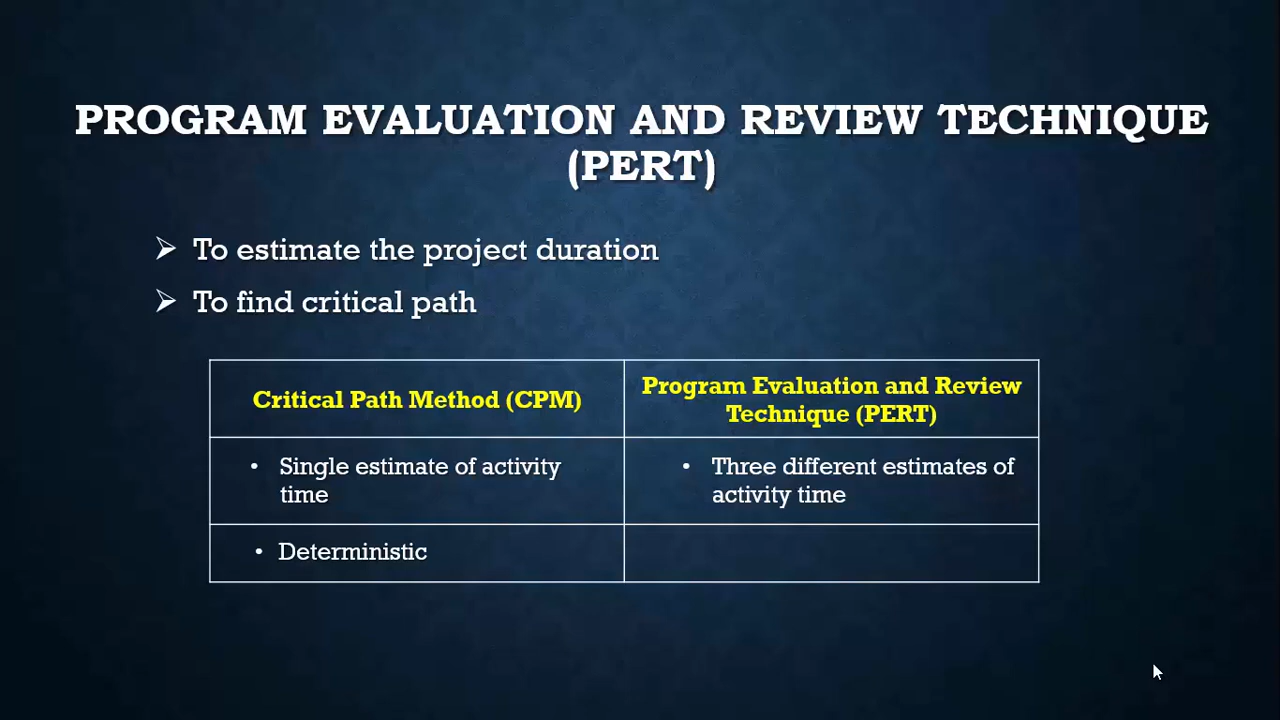 PROGRAM EVALUATION AND REVIEW TECHNIQUE
(PERT)
➢ To estimate the project duration
➢ To find critical path
Critical Path Method (CPM)
Program Evaluation and Review
Technique (PERT)
• Single estimate of activity
time
• Three different estimates of
activity time
• Deterministic